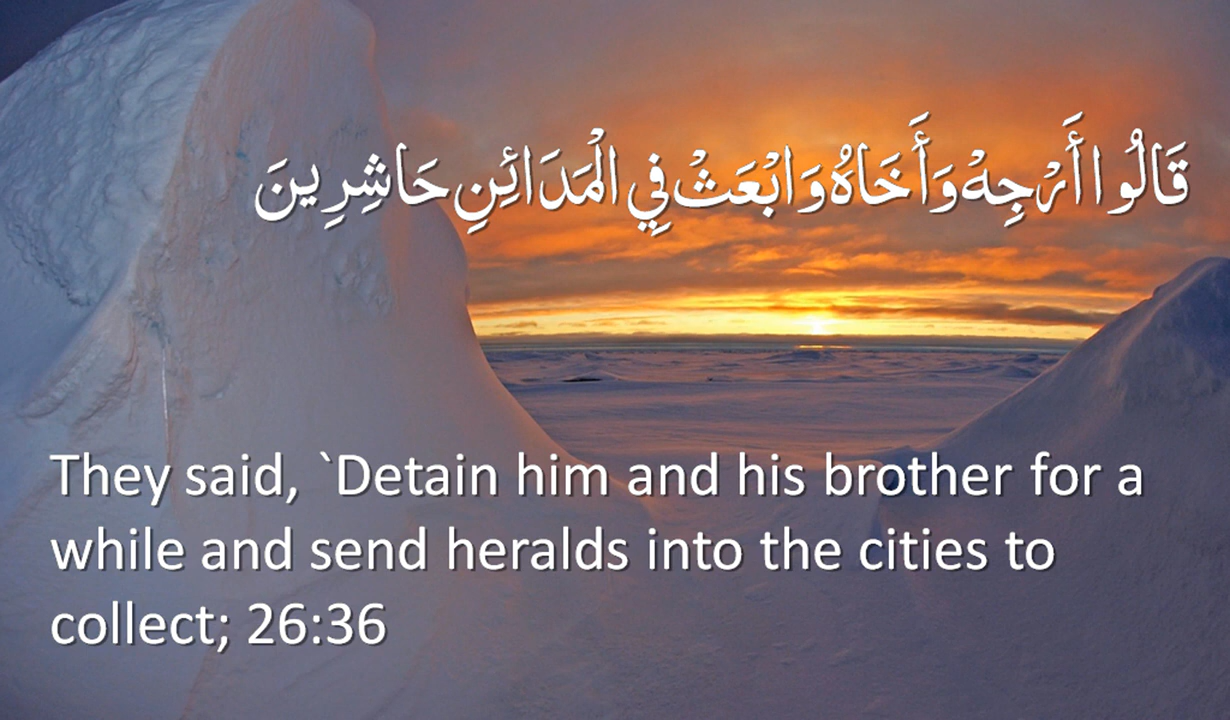 قَالُوا أَرْجِهْ وَأَخَاهُ وَابْعَثْ فِي الْمَدَائِنِ حَاشِرِينَ
They said, `Detain him and his brother for a
while and send heralds into the cities to
collect; 26:36